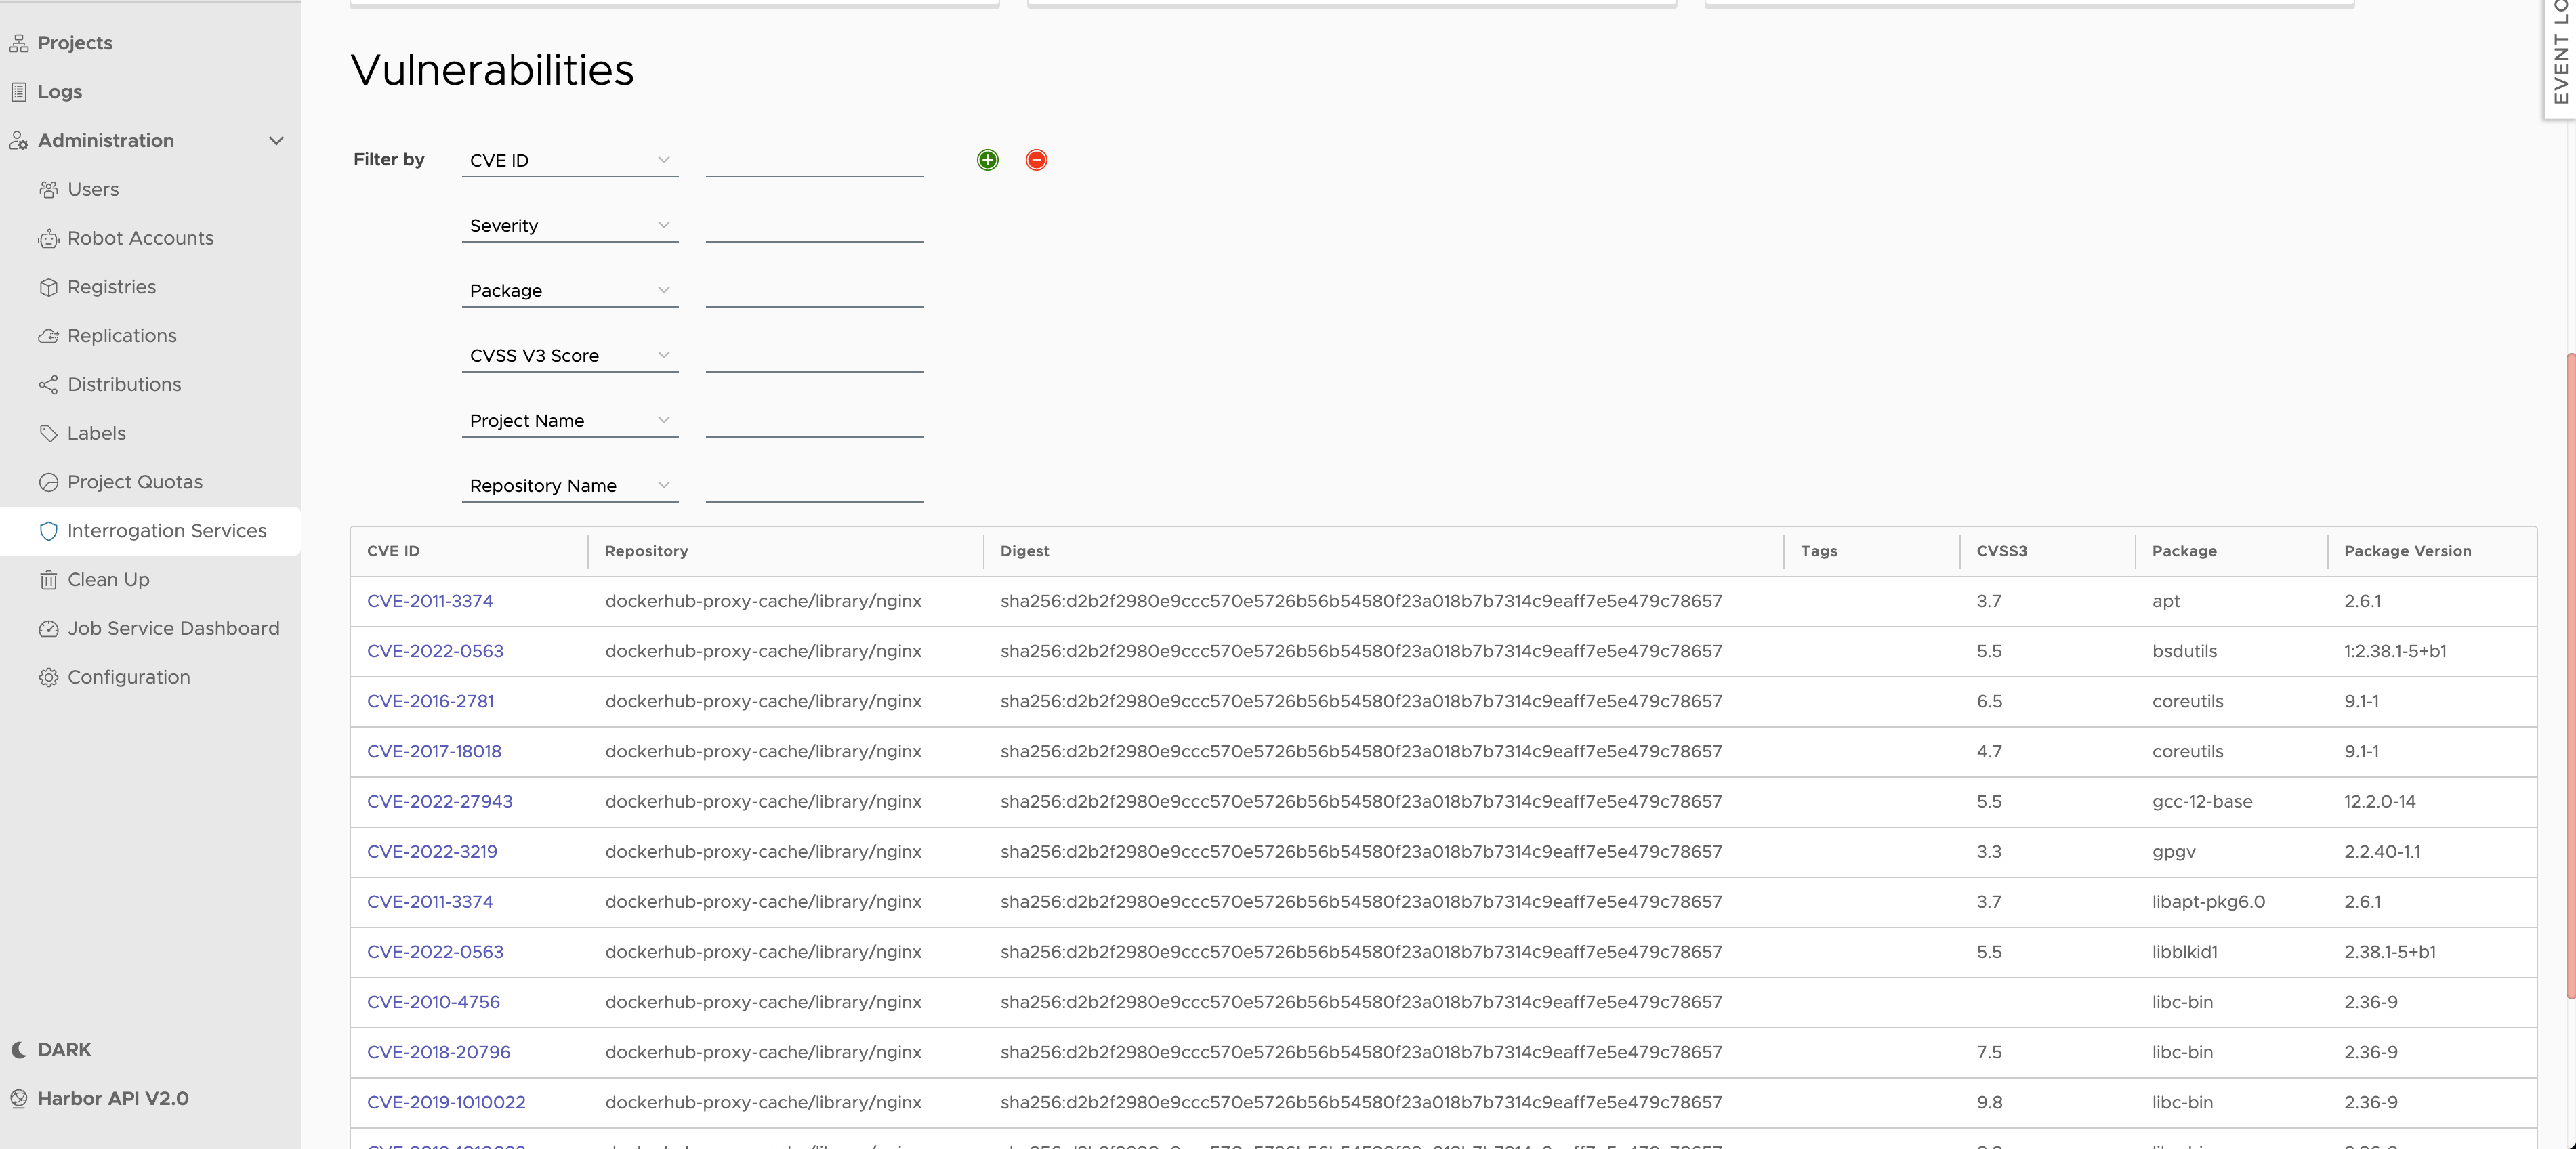 Projects
Logs
Administration
Users
Robot Accounts
Registries
Replications
Distributions
Labels
Project Quotas
Interrogation Services
Clean Up
Job Service Dashboard
Configuration
DARK
Harbor API V2.0
EVENT
Vulnerabilities
Filter by CVE ID
Severity
Package
CVSS V3 Score
Project Name
Repository Name
CVE ID Repository Digest Tags CVSS3 Package Package Version
CVE-2011-3374 dockerhub-proxy-cache/library/nginx sha256:d2b2f2980e9ccc570e5726b56b54580f23a018b7b7314c9eaff7e5e479c78657 3.7 apt 2.6.1
CVE-2022-0563 dockerhub-proxy-cache/library/nginx sha256:d2b2f2980e9ccc570e5726b56b54580f23a018b7b7314c9eaff7e5e479c78657 5.5 bsdutils 1:2.38.1-5+b1
CVE-2016-2781 dockerhub-proxy-cache/library/nginx sha256:d2b2f2980e9ccc570e5726b56b54580f23a018b7b7314c9eaff7e5e479c78657 6.5 coreutils 9.1-1
CVE-2017-18018 dockerhub-proxy-cache/library/nginx sha256:d2b2f2980e9ccc570e5726b56b54580f23a018b7b7314c9eaff7e5e479c78657 4.7 coreutils 9.1-1
CVE-2022-27943 dockerhub-proxy-cache/library/nginx sha256:d2b2f2980e9ccc570e5726b56b54580f23a018b7b7314c9eaff7e5e479c78657 5.5 gcc-12-base 12.2.0-14
CVE-2022-3219 dockerhub-proxy-cache/library/nginx sha256:d2b2f2980e9ccc570e5726b56b54580f23a018b7b7314c9eaff7e5e479c78657 3.3 gpgv 2.2.40-1.1
CVE-2011-3374 dockerhub-proxy-cache/library/nginx sha256:d2b2f2980e9ccc570e5726b56b54580f23a018b7b7314c9eaff7e5e479c78657 3.7 libapt-pkg6.0 2.6.1
CVE-2022-0563 dockerhub-proxy-cache/library/nginx sha256:d2b2f2980e9ccc570e5726b56b54580f23a018b7b7314c9eaff7e5e479c78657 5.5 libblkid1 2.38.1-5+b1
CVE-2010-4756 dockerhub-proxy-cache/library/nginx sha256:d2b2f2980e9ccc570e5726b56b54580f23a018b7b7314c9eaff7e5e479c78657 libc-bin 2.36-9
CVE-2018-20796 dockerhub-proxy-cache/library/nginx sha256:d2b2f2980e9ccc570e5726b56b54580f23a018b7b7314c9eaff7e5e479c78657 7.5 libc-bin 2.36-9
CVE-2019-1010022 dockerhub-proxy-cache/library/nginx sha256:d2b2f2980e9ccc570e5726b56b54580f23a018b7b7314c9eaff7e5e479c78657 9.8 libc-bin 2.36-9